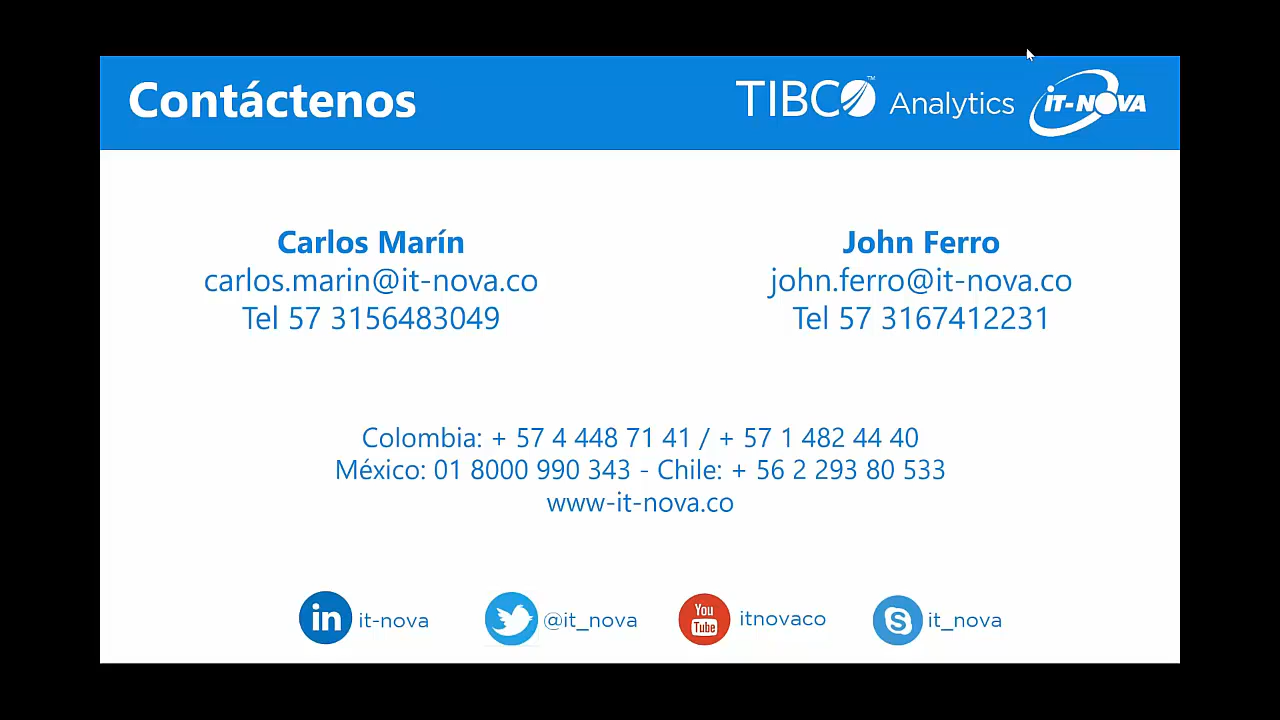 Contáctenos
TIBCO™ Analytics
iT-NOVA
Carlos Marín
carlos.marin@it-nova.co
Tel 57 3156483049
John Ferro
john.ferro@it-nova.co
Tel 57 3167412231
Colombia: + 57 4 448 71 41 / + 57 1 482 44 40
México: 01 8000 990 343 - Chile: + 56 2 293 80 533
www-it-nova.co
in it-nova
@it_nova
You Tube itnovaco
S it_nova